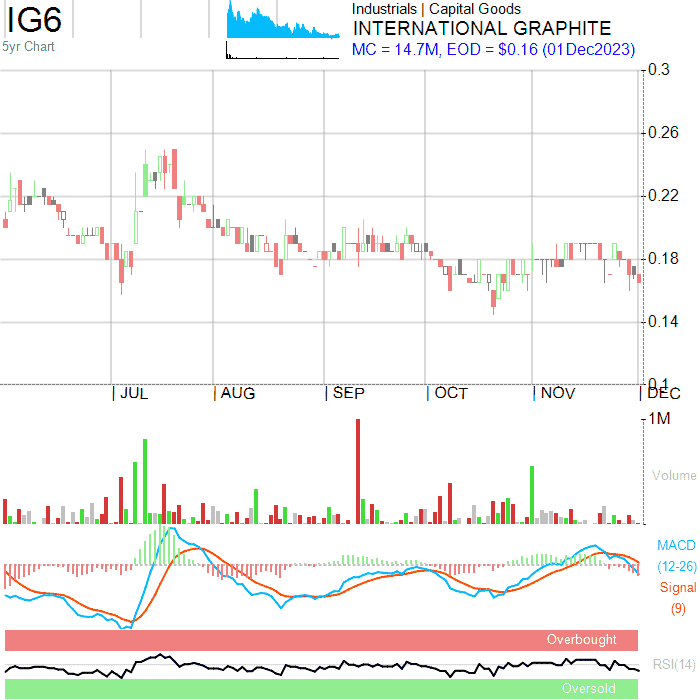 IG6
5yr Chart
Industrials | Capital Goods
INTERNATIONAL GRAPHITE
MC = 14.7M, EOD = $0.16 (01Dec2023)
0.3
0.26
0.22
0.18
0.14
0.1
JUL
AUG
SEP
OCT
NOV
DEC
1M
Volume
MACD
(12-26)
Signal
(9)
Overbought
RSI(14)
Oversold